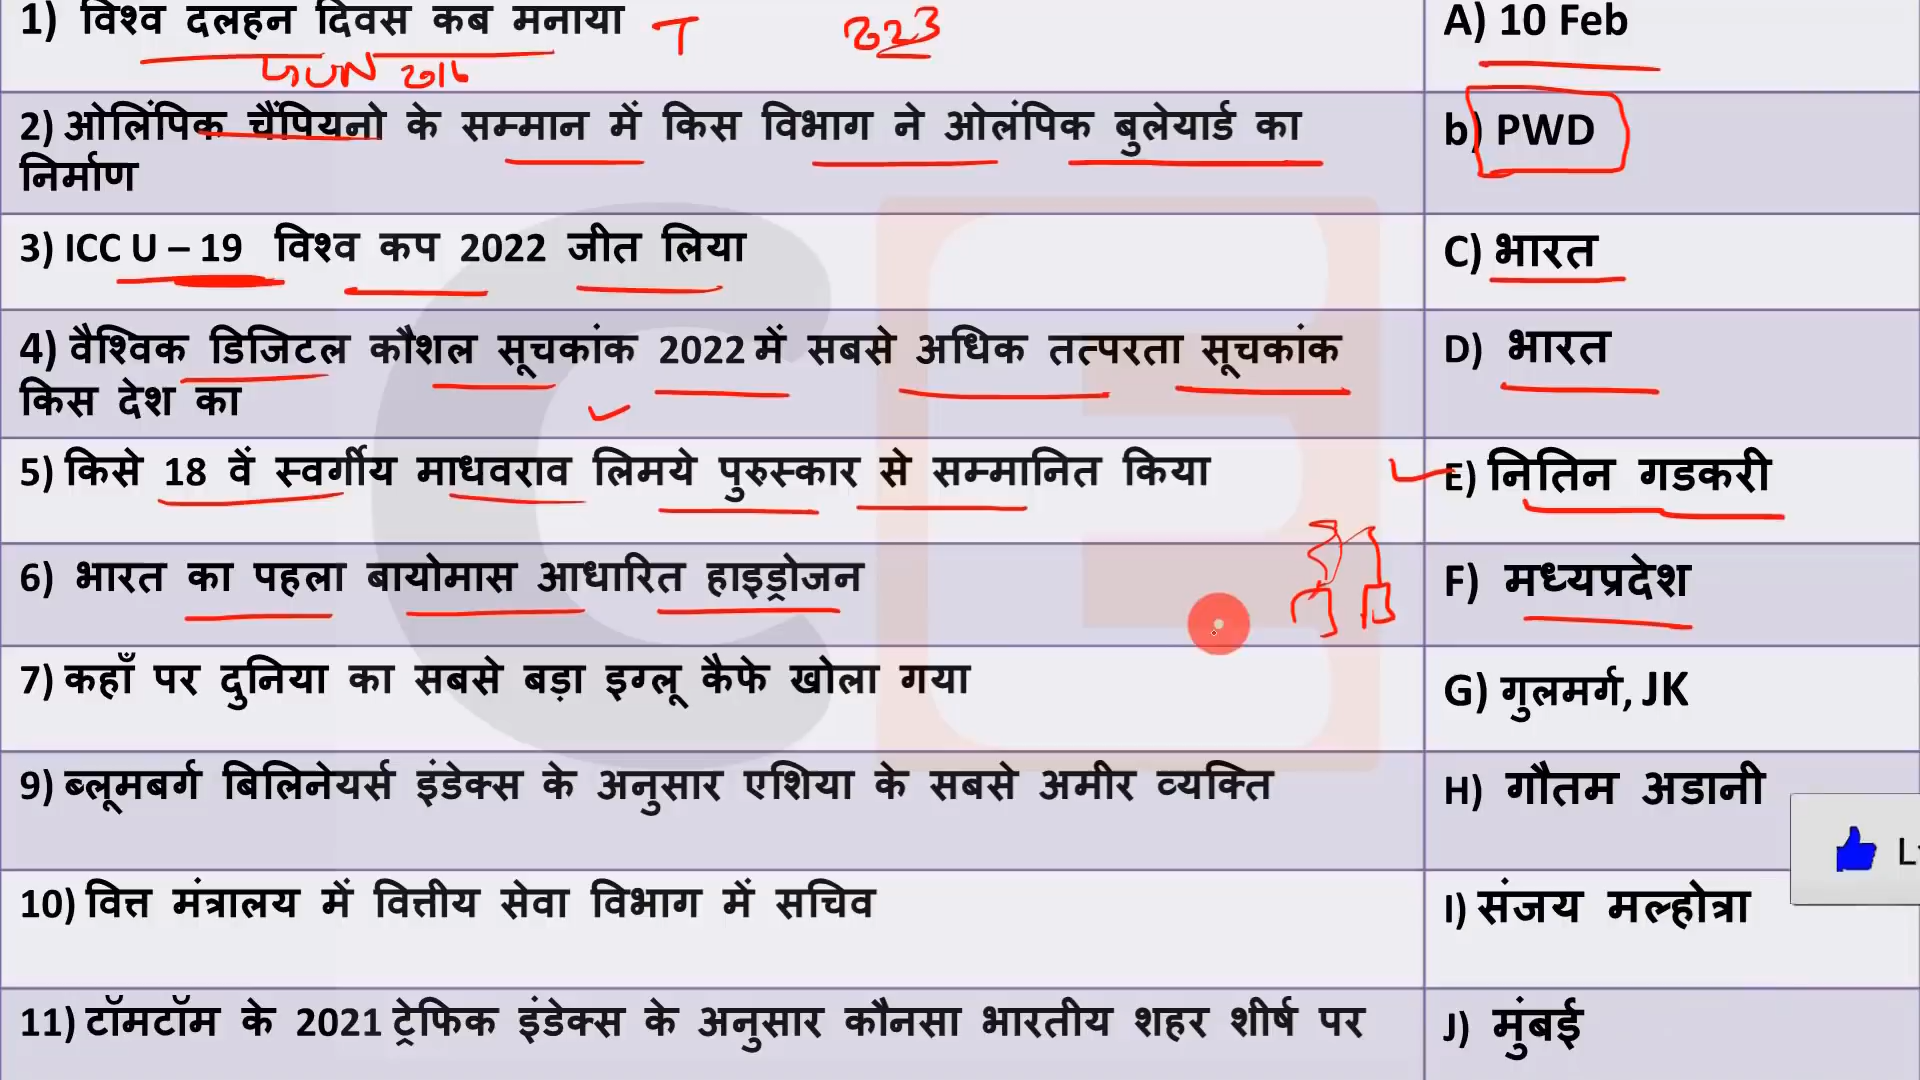 1) विश्व दलहन दिवस कब मनाया
A) 10 Feb
2016
2) ओलिंपिक चैंपियनो के सम्मान में किस विभाग ने ओलंपिक बुलेयार्ड का
निर्माण
b) PWD
3) ICC U – 19 विश्व कप 2022 जीत लिया
C) भारत
4) वैश्विक डिजिटल कौशल सूचकांक 2022 में सबसे अधिक तत्परता सूचकांक
किस देश का
D) भारत
5) किसे 18 वें स्वर्गीय माधवराव लिमये पुरुस्कार से सम्मानित किया
E) नितिन गडकरी
6) भारत का पहला बायोमास आधारित हाइड्रोजन
F) मध्यप्रदेश
7) कहाँ पर दुनिया का सबसे बड़ा इग्लू कैफे खोला गया
G) गुलमर्ग, JK
9) ब्लूमबर्ग बिलिनेयर्स इंडेक्स के अनुसार एशिया के सबसे अमीर व्यक्ति
H) गौतम अडानी
10) वित्त मंत्रालय में वित्तीय सेवा विभाग में सचिव
I) संजय मल्होत्रा
11) टॉमटॉम के 2021 ट्रेफिक इंडेक्स के अनुसार कौनसा भारतीय शहर शीर्ष पर
J) मुंबई